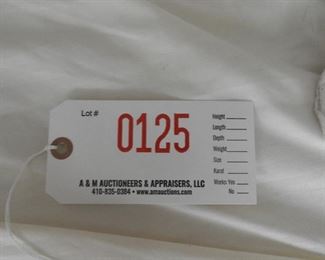 Lot #
0125
Height
Length
Depth
Weight
Size
Karat
Works: Yes
No
A & M AUCTIONEERS & APPRAISERS, LLC
410-835-0384 • www.amauctions.com